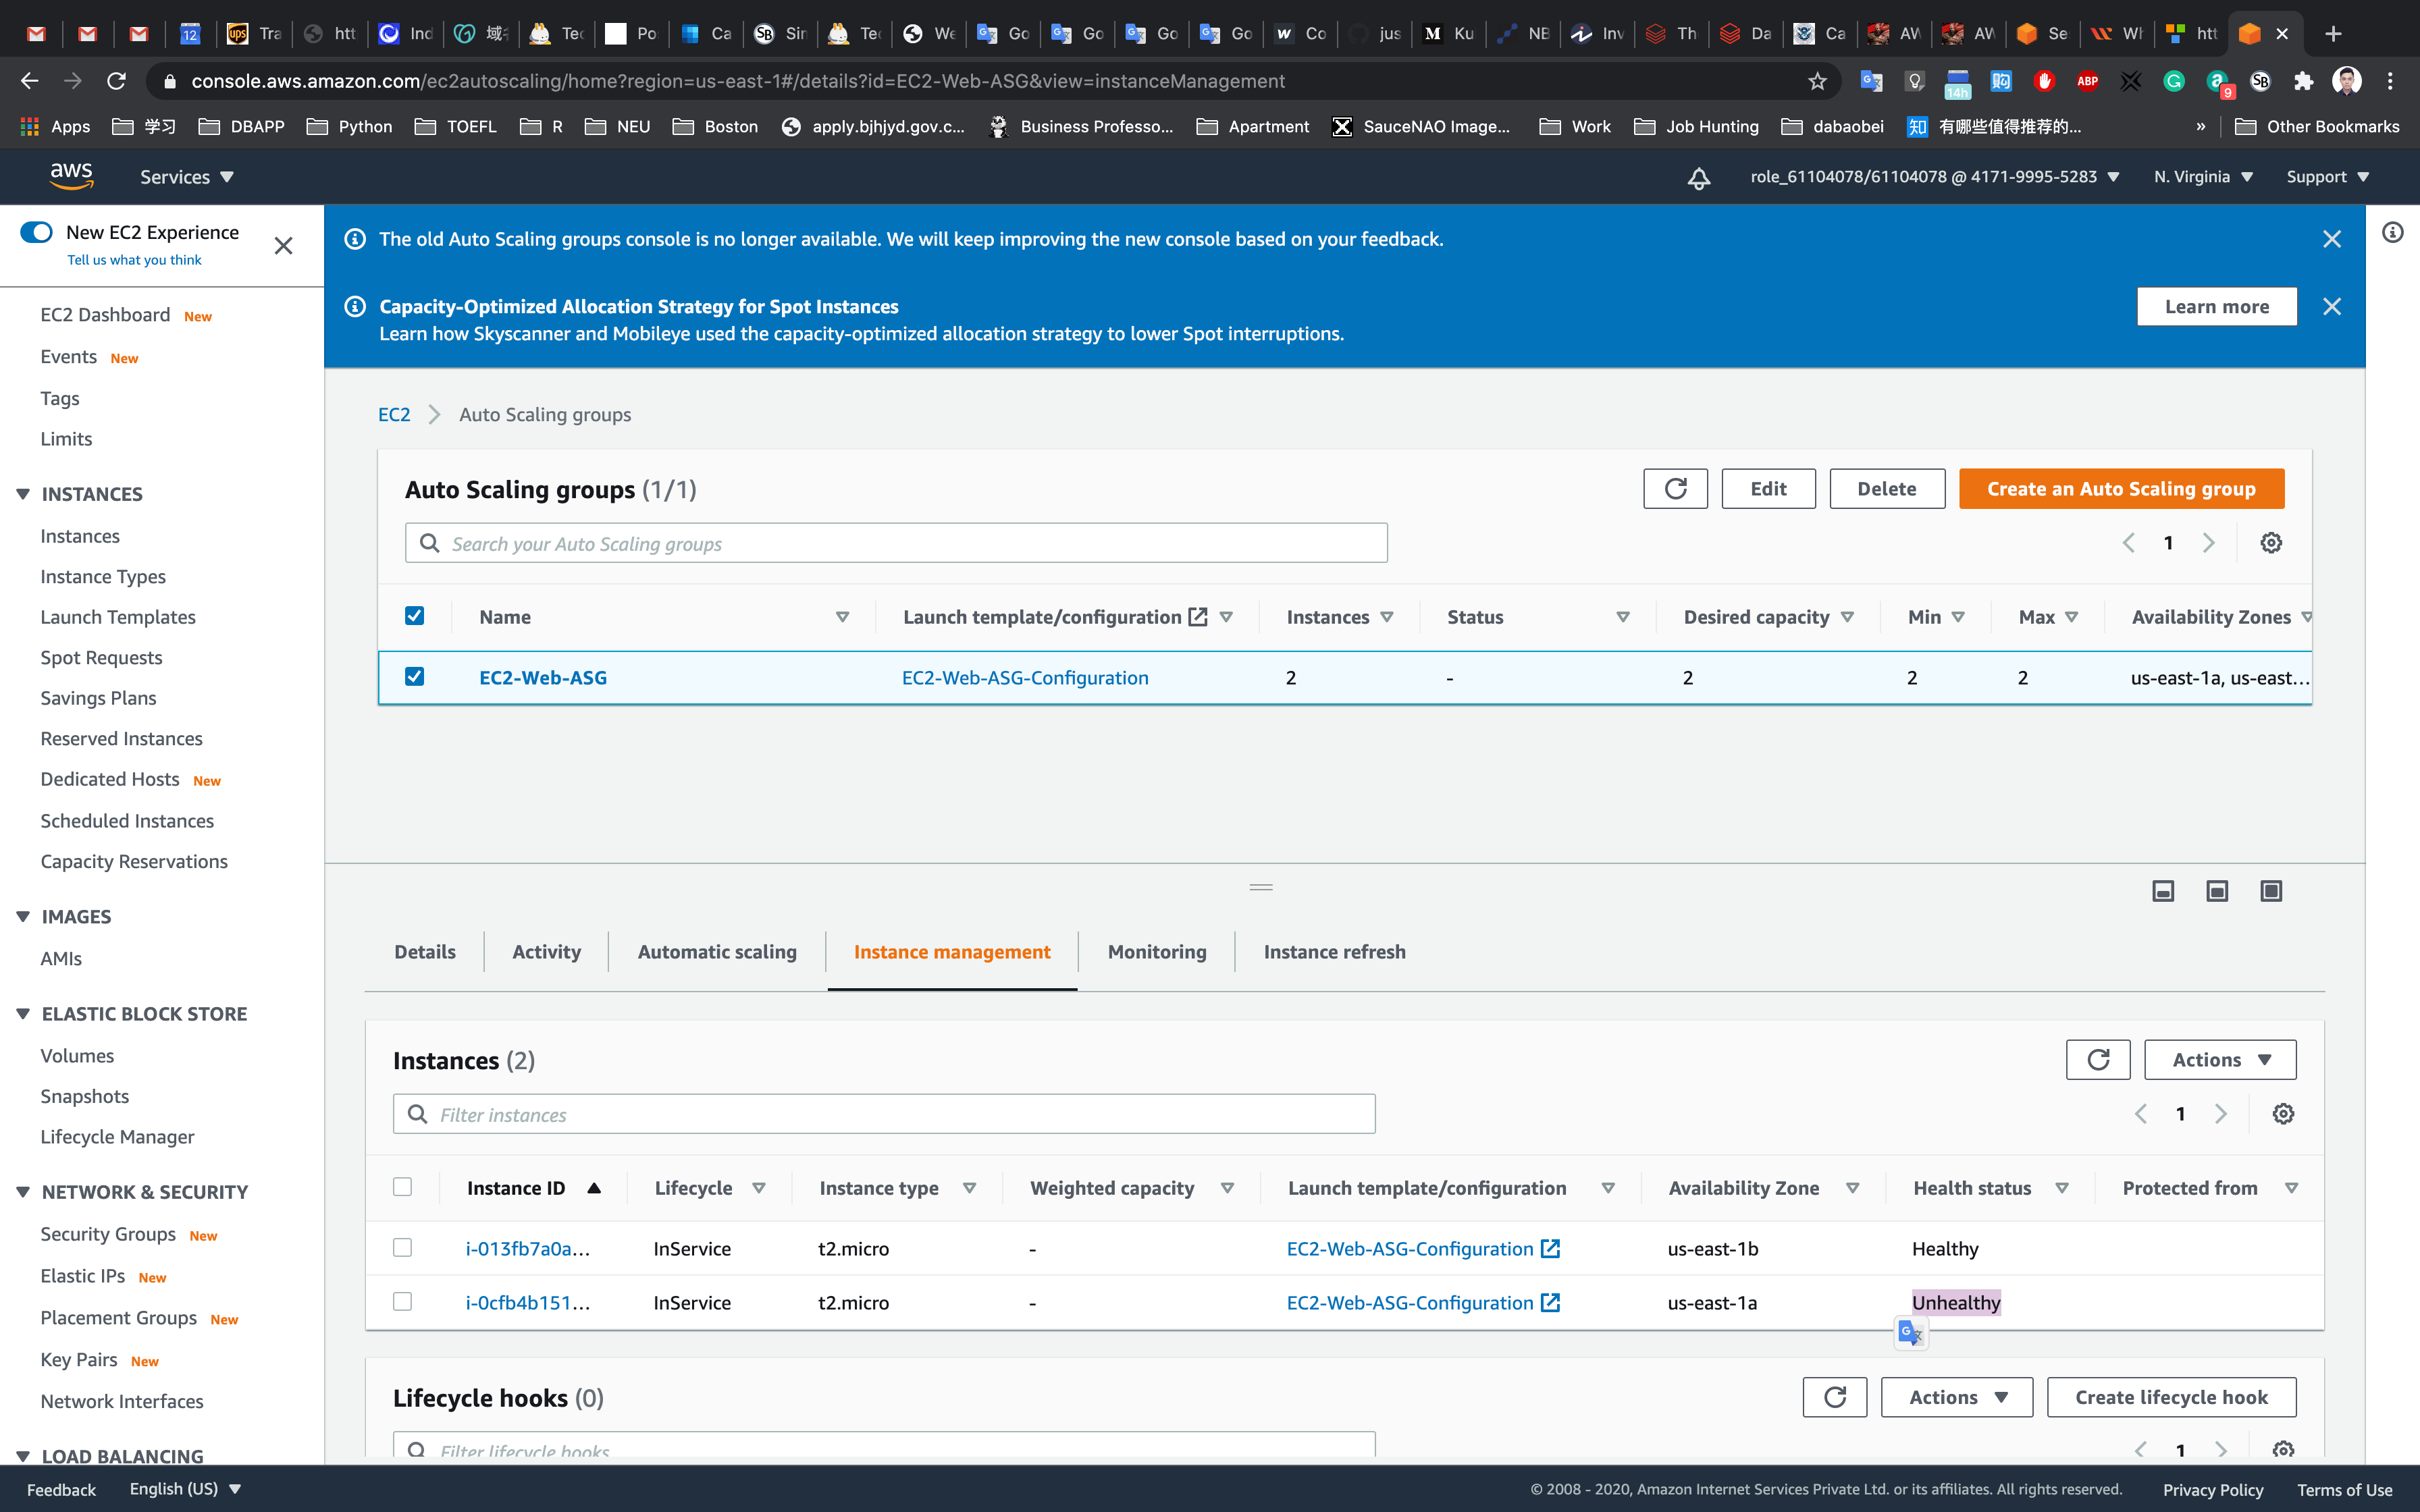 12
Tra
htt
Ind
域名
Tec
Po
Ca
SB Sin
Tec
We
Go
Go
Go
Go
w Co
jus
M Ku
NB
Inv
Th
Da
Ca
AW
AW
Se
Wh
htt
console.aws.amazon.com/ec2autoscaling/home?region=us-east-1#/details?id=EC2-Web-ASG&view=instanceManagement
14h
ABP
9
SB
Apps
学习
DBAPP
Python
TOEFL
R
NEU
Boston
apply.bjhjyd.gov.c...
Business Professo...
Apartment
SauceNAO Image...
Work
Job Hunting
dabaobei
知 有哪些值得推荐的...
»
Other Bookmarks
aws
Services
role_61104078/61104078 @ 4171-9995-5283
N. Virginia
Support
New EC2 Experience
Tell us what you think
EC2 Dashboard New
Events New
Tags
Limits
INSTANCES
Instances
Instance Types
Launch Templates
Spot Requests
Savings Plans
Reserved Instances
Dedicated Hosts New
Scheduled Instances
Capacity Reservations
IMAGES
AMIs
ELASTIC BLOCK STORE
Volumes
Snapshots
Lifecycle Manager
NETWORK & SECURITY
Security Groups New
Elastic IPs New
Placement Groups New
Key Pairs New
Network Interfaces
LOAD BALANCING
The old Auto Scaling groups console is no longer available. We will keep improving the new console based on your feedback.
Capacity-Optimized Allocation Strategy for Spot Instances
Learn how Skyscanner and Mobileye used the capacity-optimized allocation strategy to lower Spot interruptions.
Learn more
EC2 > Auto Scaling groups
Auto Scaling groups (1/1)
Edit
Delete
Create an Auto Scaling group
Search your Auto Scaling groups
1
Name Launch template/configuration Instances Status Desired capacity Min Max Availability Zones
EC2-Web-ASG EC2-Web-ASG-Configuration 2 - 2 2 2 us-east-1a, us-east...
Details
Activity
Automatic scaling
Instance management
Monitoring
Instance refresh
Instances (2)
Actions
Filter instances
1
Instance ID Lifecycle Instance type Weighted capacity Launch template/configuration Availability Zone Health status Protected from
i-013fb7a0a... InService t2.micro - EC2-Web-ASG-Configuration us-east-1b Healthy
i-0cfb4b151... InService t2.micro - EC2-Web-ASG-Configuration us-east-1a Unhealthy
Lifecycle hooks (0)
Actions
Create lifecycle hook
Filter lifecycle hooks
1
Feedback
English (US)
© 2008 - 2020, Amazon Internet Services Private Ltd. or its affiliates. All rights reserved.
Privacy Policy
Terms of Use